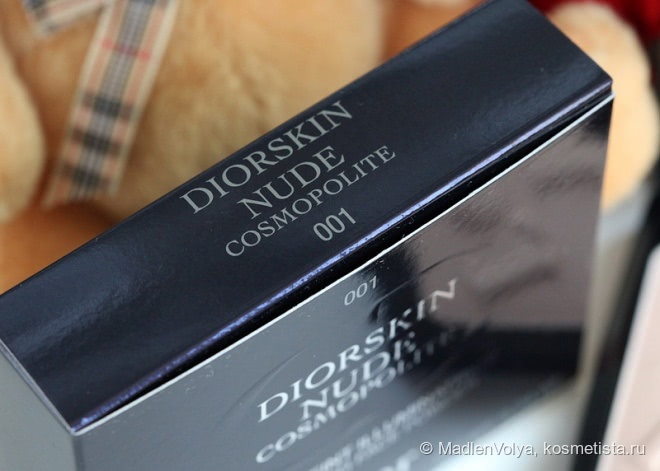 DIORSKIN
NUDE
COSMOPOLITE
001
001
DIORSKIN
NUDE
COSMOPOLITE
© MadlenVolya, kosmetista.ru